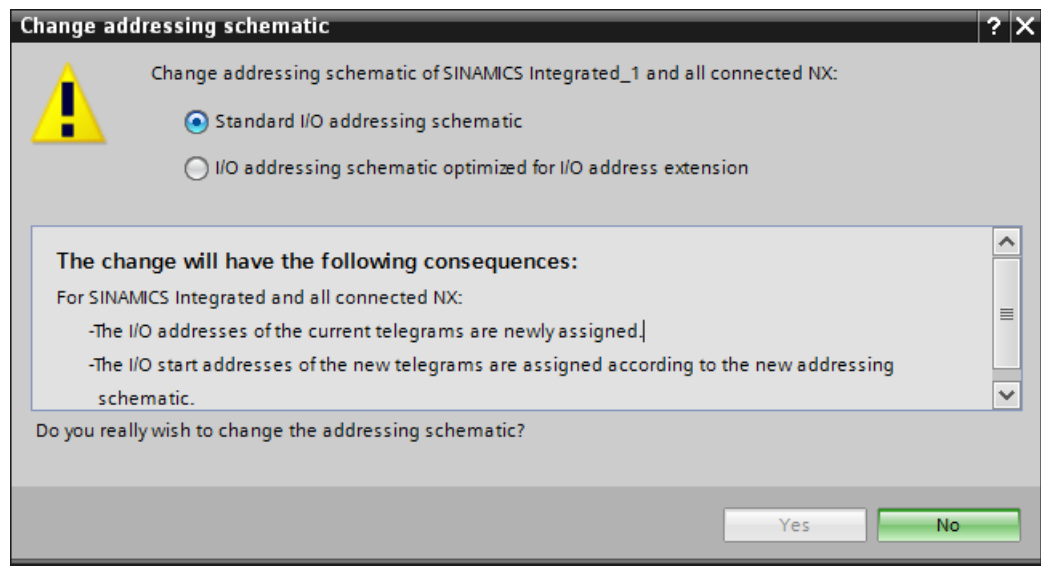 Change addressing schematic
? X
Change addressing schematic of SINAMICS Integrated_1 and all connected NX:
Standard I/O addressing schematic
I/O addressing schematic optimized for I/O address extension
The change will have the following consequences:
For SINAMICS Integrated and all connected NX:
-The I/O addresses of the current telegrams are newly assigned.
-The I/O start addresses of the new telegrams are assigned according to the new addressing
schematic.
Do you really wish to change the addressing schematic?
Yes No